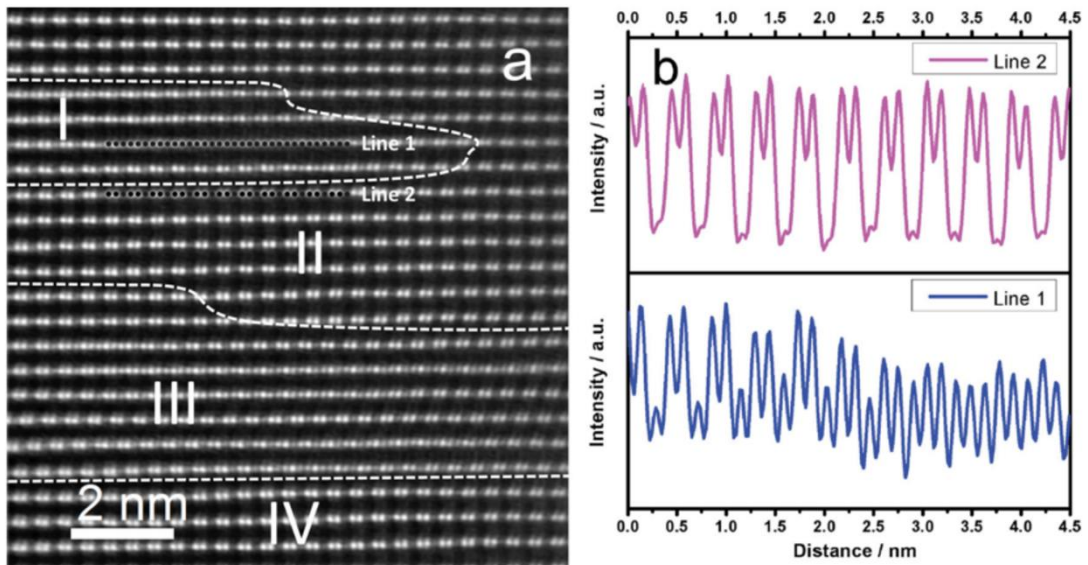 a
I
Line 1
Line 2
II
III
2 nm
IV
0.0 0.5 1.0 1.5 2.0 2.5 3.0 3.5 4.0 4.5
b
Line 2
Intensity / a.u.
Line 1
Intensity / a.u.
0.0 0.5 1.0 1.5 2.0 2.5 3.0 3.5 4.0 4.5
Distance / nm